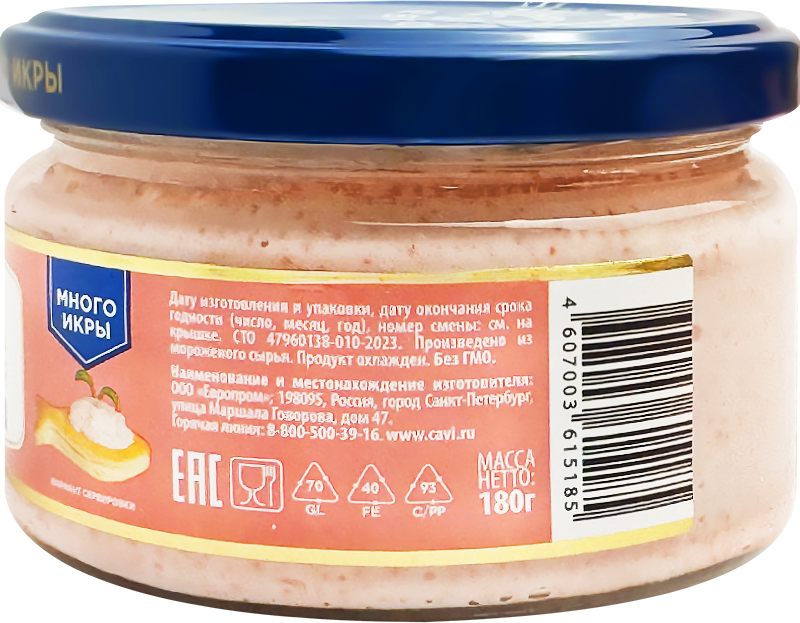 ИКРЫ
МНОГО
ИКРЫ
Дату изготовления и упаковки, дату окончания срока
годности (число, месяц, год), номер смены: см. на
крышке. СТО 47960138-010-2023. Произведено из
мороженого сырья. Продукт охлажден. Без ГМО.
Наименование и местонахождение изготовителя:
ООО «Европром», 198095, Россия, город Санкт-Петербург,
улица Маршала Говорова, дом 47.
Горячая линия: 8-800-500-39-16. www.cavi.ru
ВАРИАНТ СЕРВИРОВКИ
EAC
70
GL
40
FE
93
C/PP
МАССА
НЕТТО:
180г
4 607003 615185